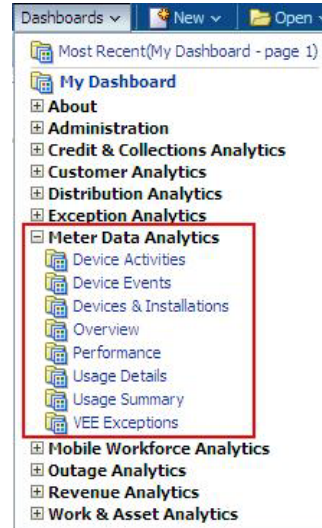 Dashboards New Open
Most Recent(My Dashboard - page 1)
My Dashboard
About
Administration
Credit & Collections Analytics
Customer Analytics
Distribution Analytics
Exception Analytics
Meter Data Analytics
Device Activities
Device Events
Devices & Installations
Overview
Performance
Usage Details
Usage Summary
VEE Exceptions
Mobile Workforce Analytics
Outage Analytics
Revenue Analytics
Work & Asset Analytics